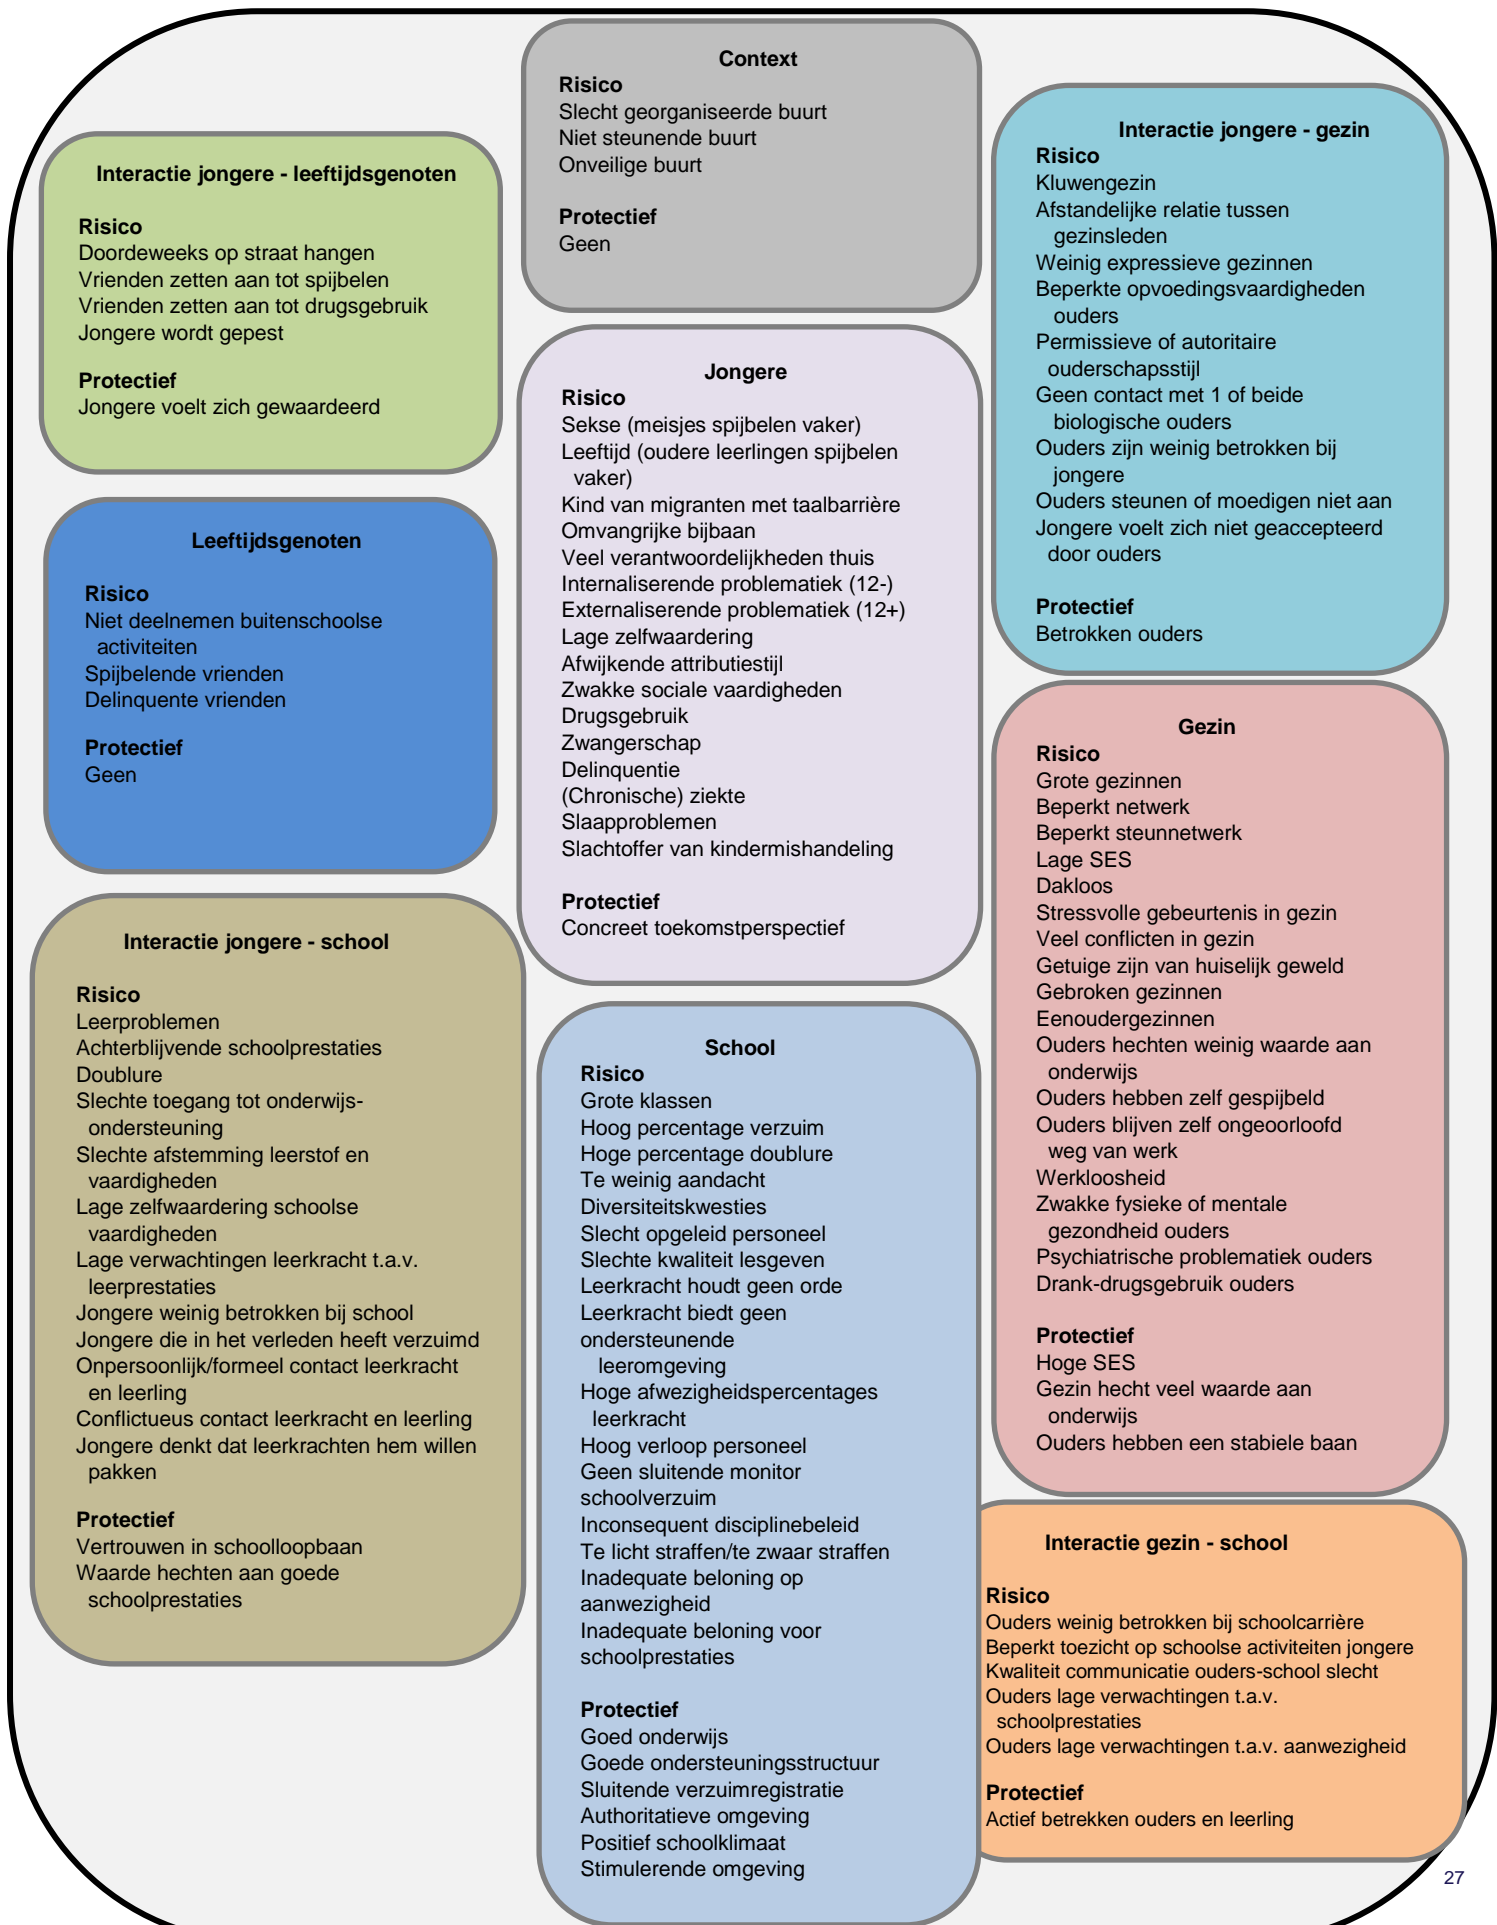 Context
Risico
Slecht georganiseerde buurt
Niet steunende buurt
Onveilige buurt
Protectief
Geen
Interactie jongere - leeftijdsgenoten
Risico
Doordeweeks op straat hangen
Vrienden zetten aan tot spijbelen
Vrienden zetten aan tot drugsgebruik
Jongere wordt gepest
Protectief
Jongere voelt zich gewaardeerd
Interactie jongere - gezin
Risico
Kluwengezin
Afstandelijke relatie tussen
gezinsleden
Weinig expressieve gezinnen
Beperkte opvoedingsvaardigheden
ouders
Permissieve of autoritaire
ouderschapsstijl
Geen contact met 1 of beide
biologische ouders
Ouders zijn weinig betrokken bij
jongere
Ouders steunen of moedigen niet aan
Jongere voelt zich niet geaccepteerd
door ouders
Protectief
Betrokken ouders
Jongere
Risico
Sekse (meisjes spijbelen vaker)
Leeftijd (oudere leerlingen spijbelen
vaker)
Kind van migranten met taalbarrière
Omvangrijke bijbaan
Veel verantwoordelijkheden thuis
Internaliserende problematiek (12-)
Externaliserende problematiek (12+)
Lage zelfwaardering
Afwijkende attributiestijl
Zwakke sociale vaardigheden
Drugsgebruik
Zwangerschap
Delinquentie
(Chronische) ziekte
Slaapproblemen
Slachtoffer van kindermishandeling
Protectief
Concreet toekomstperspectief
Leeftijdsgenoten
Risico
Niet deelnemen buitenschoolse
activiteiten
Spijbelende vrienden
Delinquente vrienden
Protectief
Geen
Gezin
Risico
Grote gezinnen
Beperkt netwerk
Beperkt steunnetwerk
Lage SES
Dakloos
Stressvolle gebeurtenis in gezin
Veel conflicten in gezin
Getuige zijn van huiselijk geweld
Gebroken gezinnen
Eenoudergezinnen
Ouders hechten weinig waarde aan
onderwijs
Ouders hebben zelf gespijbeld
Ouders blijven zelf ongeoorloofd
weg van werk
Werkloosheid
Zwakke fysieke of mentale
gezondheid ouders
Psychiatrische problematiek ouders
Drank-drugsgebruik ouders
Protectief
Hoge SES
Gezin hecht veel waarde aan
onderwijs
Ouders hebben een stabiele baan
Interactie jongere - school
Risico
Leerproblemen
Achterblijvende schoolprestaties
Doublure
Slechte toegang tot onderwijs-
ondersteuning
Slechte afstemming leerstof en
vaardigheden
Lage zelfwaardering schoolse
vaardigheden
Lage verwachtingen leerkracht t.a.v.
leerprestaties
Jongere weinig betrokken bij school
Jongere die in het verleden heeft verzuimd
Onpersoonlijk/formeel contact leerkracht
en leerling
Conflictueus contact leerkracht en leerling
Jongere denkt dat leerkrachten hem willen
pakken
Protectief
Vertrouwen in schoolloopbaan
Waarde hechten aan goede
schoolprestaties
School
Risico
Grote klassen
Hoog percentage verzuim
Hoge percentage doublure
Te weinig aandacht
Diversiteitskwesties
Slecht opgeleid personeel
Slechte kwaliteit lesgeven
Leerkracht houdt geen orde
Leerkracht biedt geen
ondersteunende
leeromgeving
Hoge afwezigheidspercentages
leerkracht
Hoog verloop personeel
Geen sluitende monitor
schoolverzuim
Inconsequent disciplinebeleid
Te licht straffen/te zwaar straffen
Inadequate beloning op
aanwezigheid
Inadequate beloning voor
schoolprestaties
Protectief
Goed onderwijs
Goede ondersteuningsstructuur
Sluitende verzuimregistratie
Authoritatieve omgeving
Positief schoolklimaat
Stimulerende omgeving
Interactie gezin - school
Risico
Ouders weinig betrokken bij schoolcarrière
Beperkt toezicht op schoolse activiteiten jongere
Kwaliteit communicatie ouders-school slecht
Ouders lage verwachtingen t.a.v.
schoolprestaties
Ouders lage verwachtingen t.a.v. aanwezigheid
Protectief
Actief betrekken ouders en leerling
27